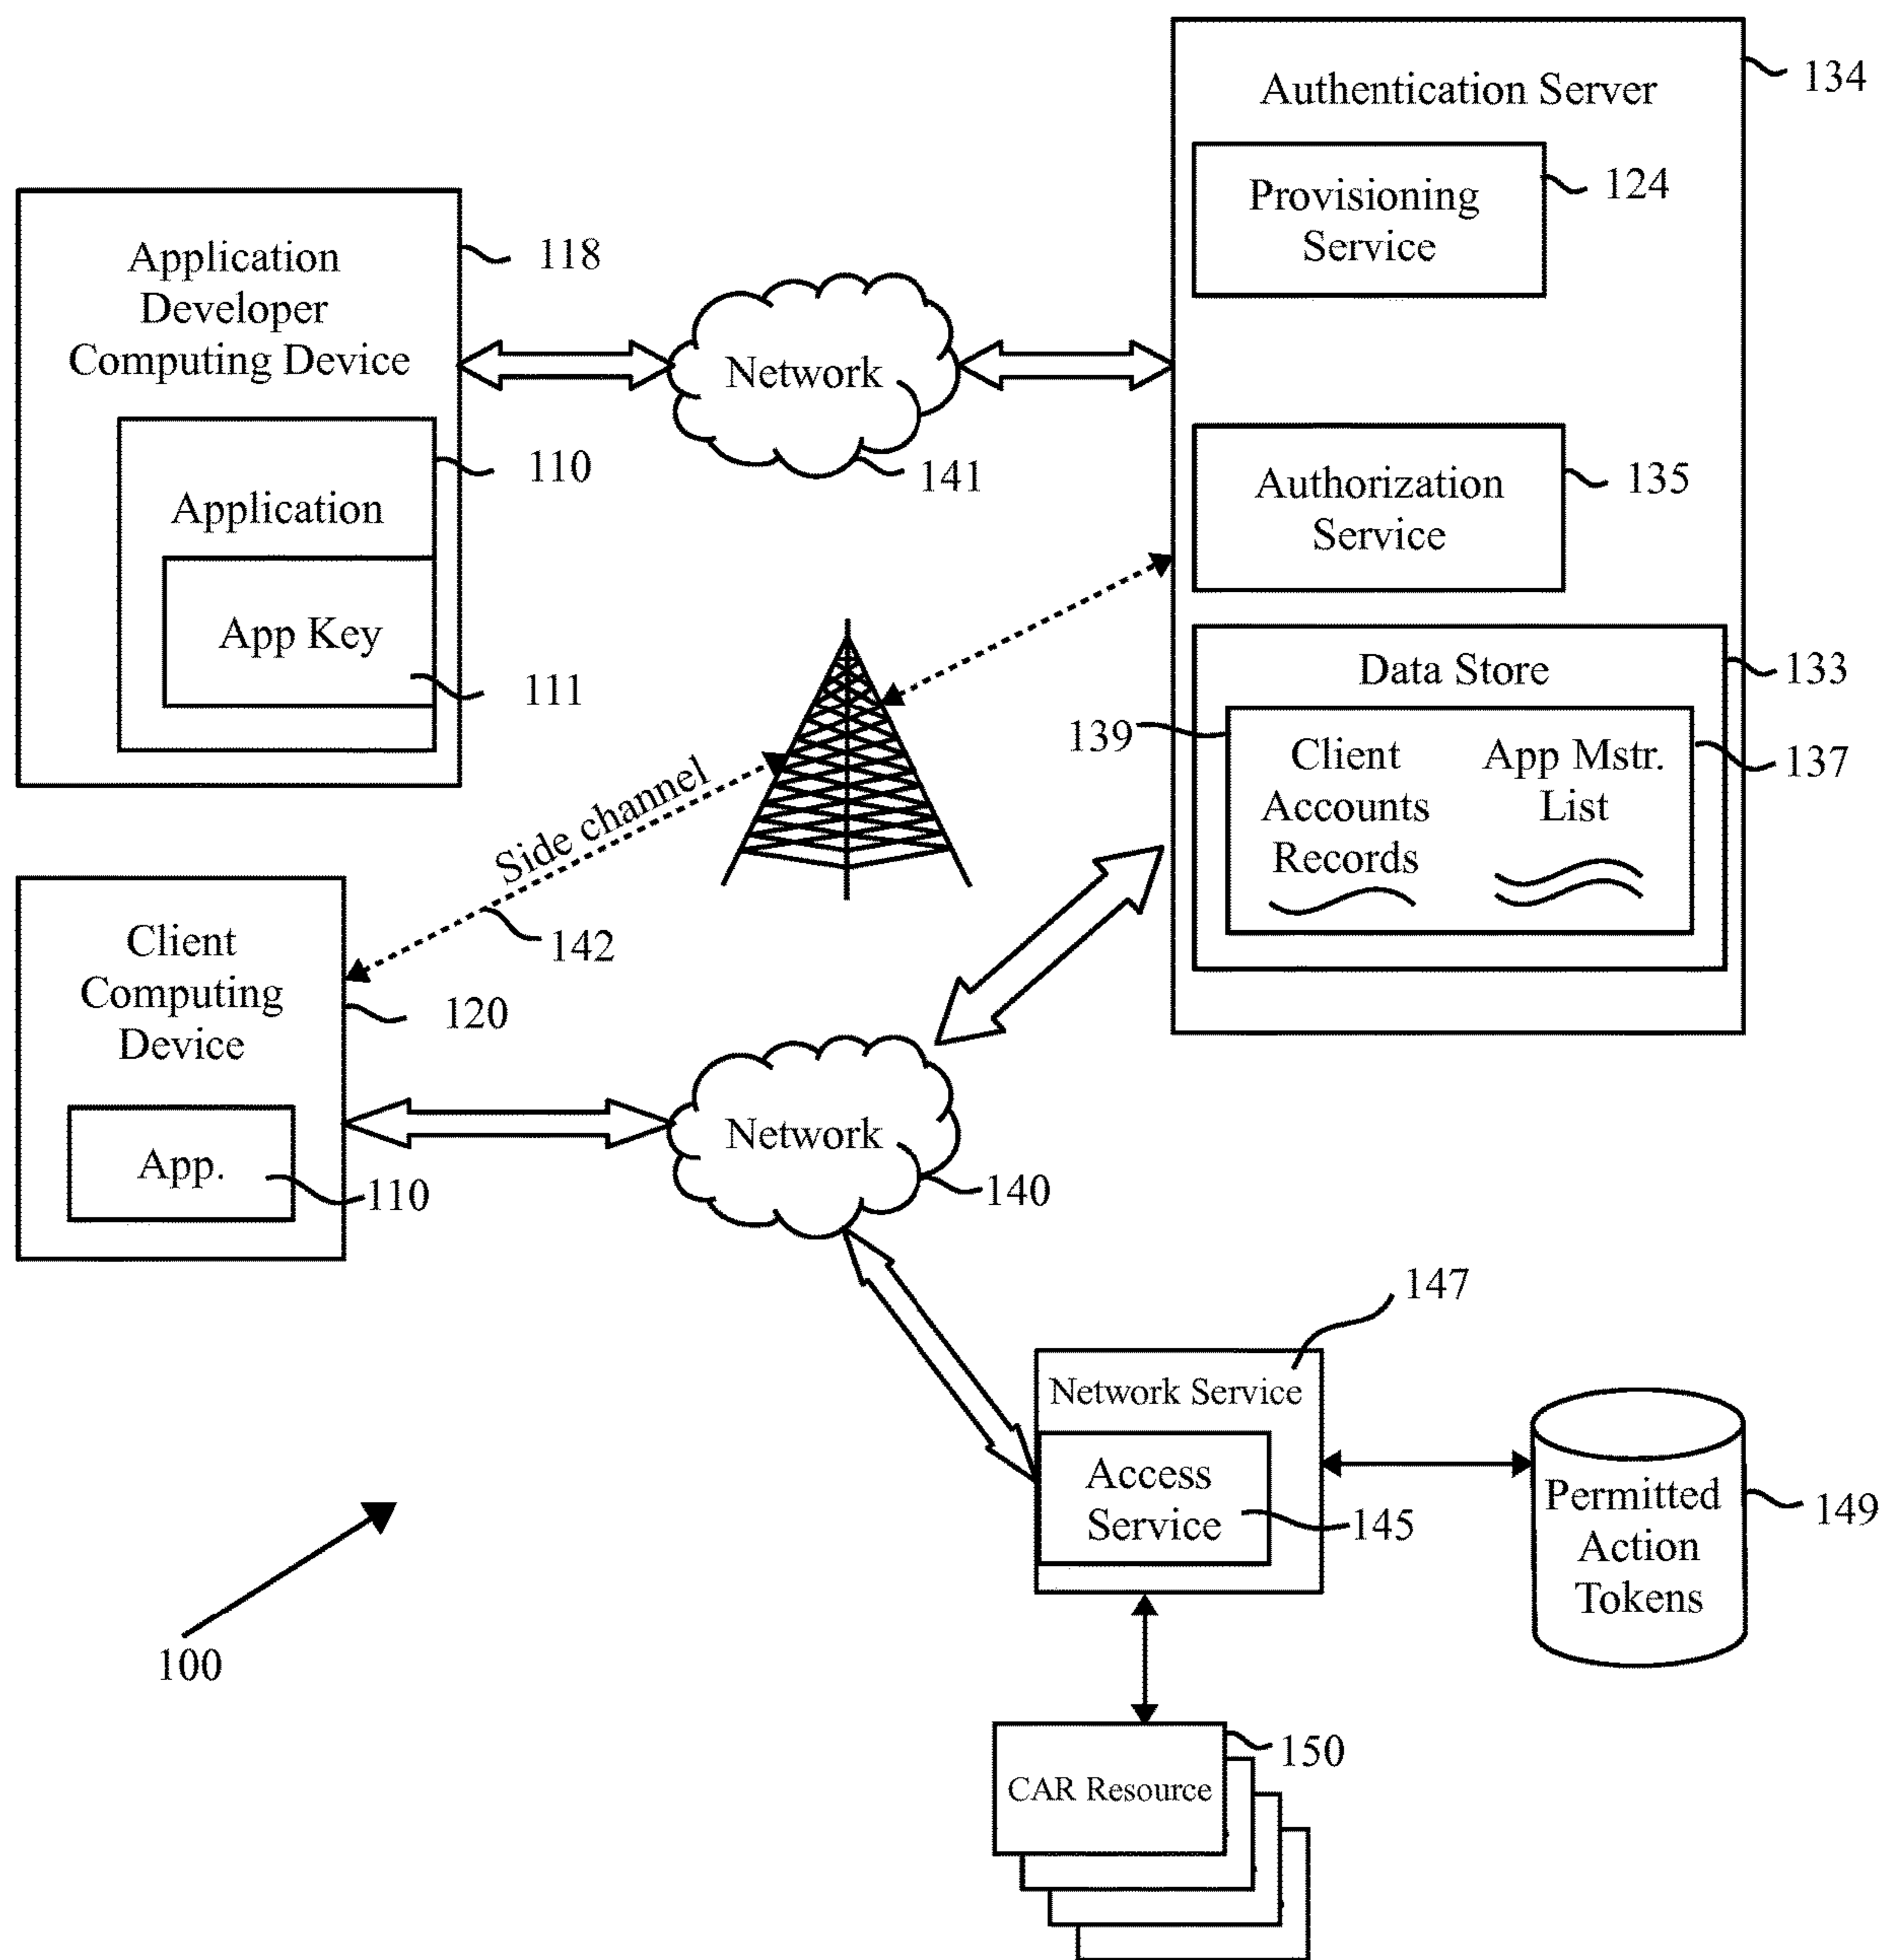 Authentication Server
134
Provisioning
Service
124
Application
Developer
Computing Device
118
Network
141
Application
110
App Key
111
Authorization
Service
135
Data Store
133
139
Client
Accounts
Records
App Mstr.
List
137
Side channel
142
Client
Computing
Device
120
App.
110
Network
140
147
Network Service
Access
Service
145
Permitted
Action
Tokens
149
100
CAR Resource
150